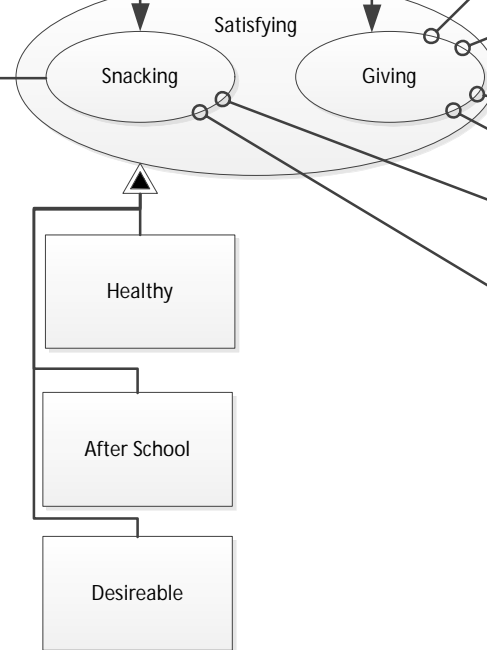 Satisfying
Snacking
Giving
Healthy
After School
Desireable